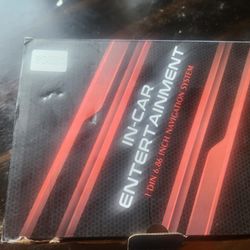 IN-CAR
ENTERTAINMENT
1 DIN 6.86 INCH NAVIGATION SYSTEM